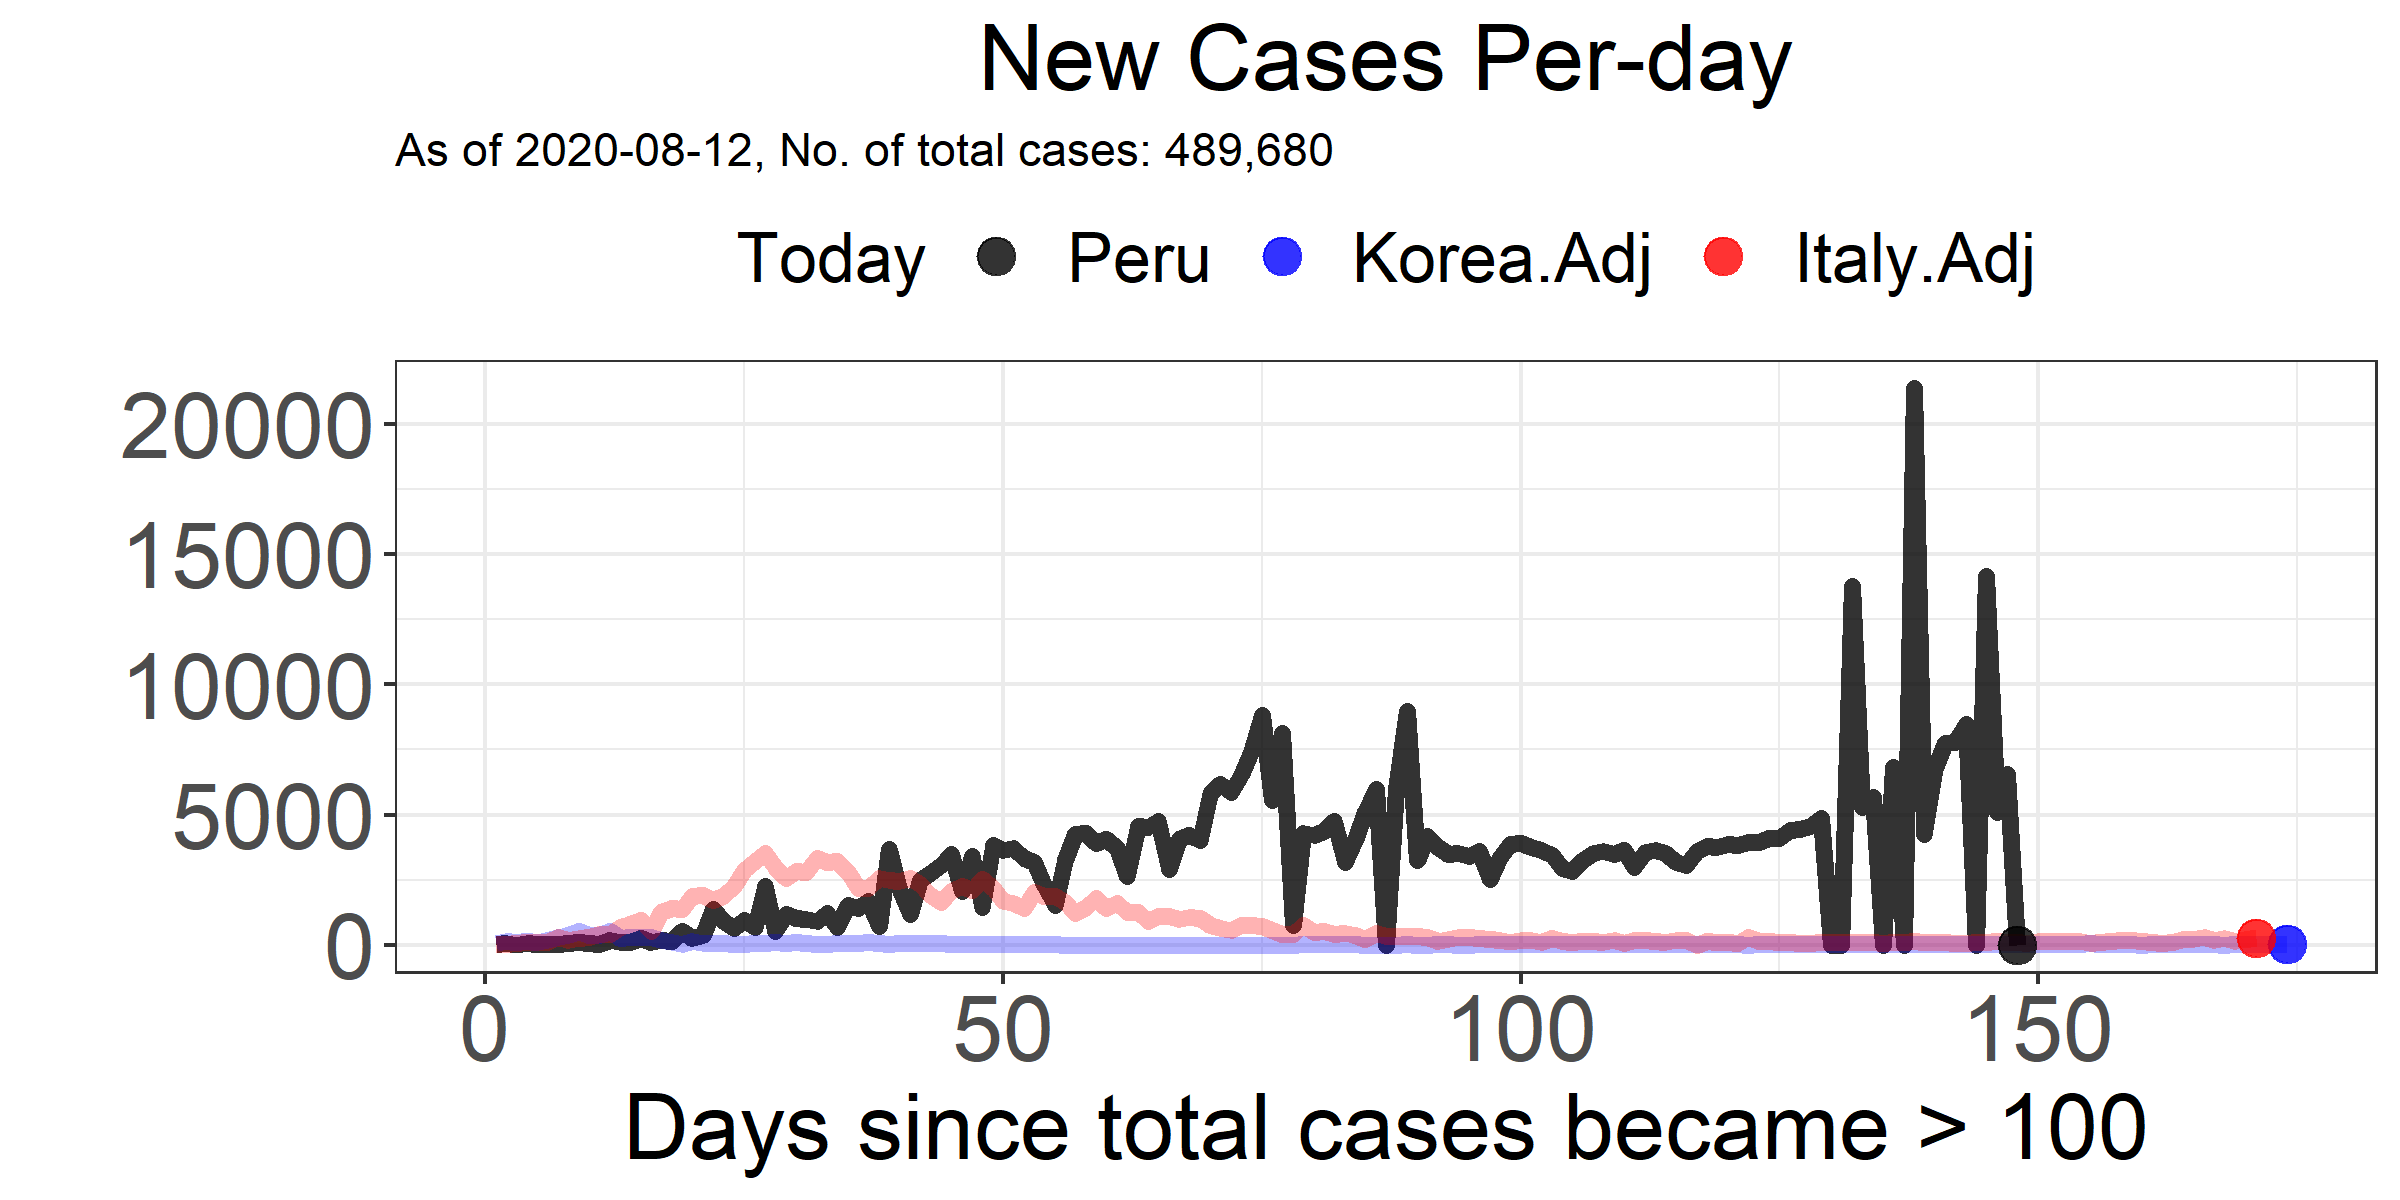 New Cases Per-day
As of 2020-08-12, No. of total cases: 489,680
Today Peru Korea.Adj Italy.Adj
20000
15000
10000
5000
0
0 50 100 150
Days since total cases became > 100